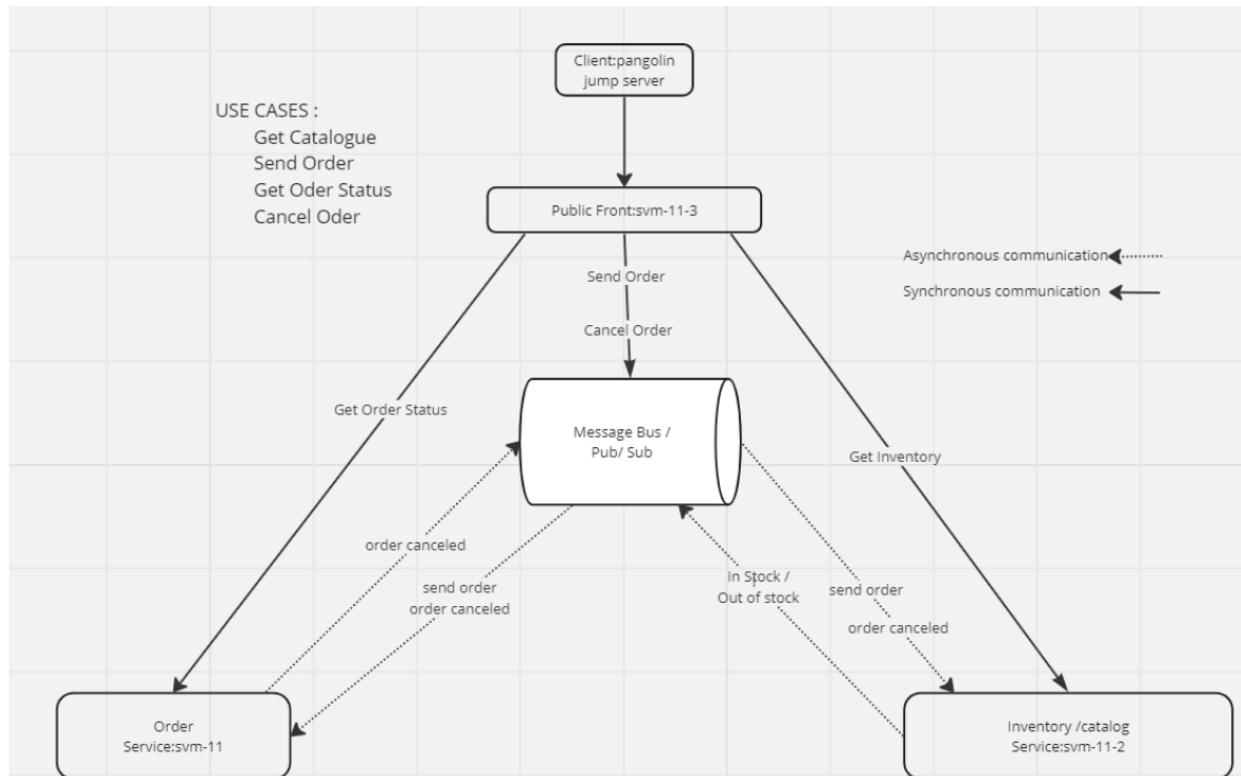 Client:pangolin
jump server
USE CASES :
Get Catalogue
Send Order
Get Oder Status
Cancel Oder
Public Front:svm-11-3
Asynchronous communication
Synchronous communication
Send Order
Cancel Order
Get Order Status
Message Bus /
Pub/ Sub
Get Inventory
order canceled
send order
order canceled
In Stock /
Out of stock
send order
order canceled
Order
Service:svm-11
Inventory /catalog
Service:svm-11-2